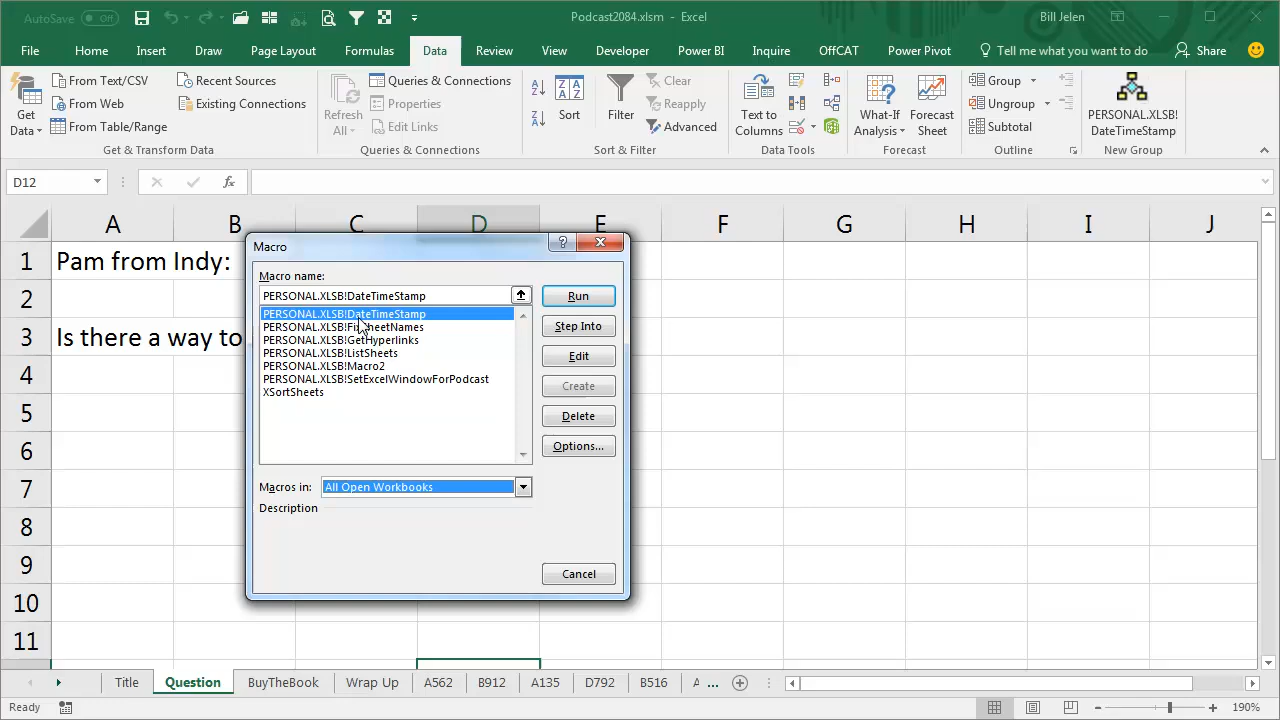 AutoSave Off Podcast2084.xlsm - Excel Bill Jelen
File Home Insert Draw Page Layout Formulas Data Review View Developer Power BI Inquire OffCAT Power Pivot Tell me what you want to do Share
From Text/CSV Recent Sources Queries & Connections Clear Group
From Web Existing Connections Properties Reapply Ungroup
From Table/Range Edit Links Advanced Subtotal
Get Data
Refresh All
Sort
Filter
Text to Columns
What-If Analysis
Forecast Sheet
PERSONAL.XLSB!DateTimeStamp
Get & Transform Data Queries & Connections Sort & Filter Data Tools Forecast Outline New Group
D12 fx
A B C D E F G H I J
1 Pam from Indy:
2
3 Is there a way to
4
5
6
7
8
9
10
11
Macro
Macro name:
PERSONAL.XLSB!DateTimeStamp Run
PERSONAL.XLSB!DateTimeStamp
PERSONAL.XLSB!GetHyperlinks
PERSONAL.XLSB!ListSheets
PERSONAL.XLSB!Macro2
PERSONAL.XLSB!SetExcelWindowForPodcast
XSortSheets
Step Into
Edit
Create
Delete
Options...
Macros in: All Open Workbooks
Description
Cancel
Title Question BuyTheBook Wrap Up A562 B912 A135 D792 B516 A ...
Ready 190%